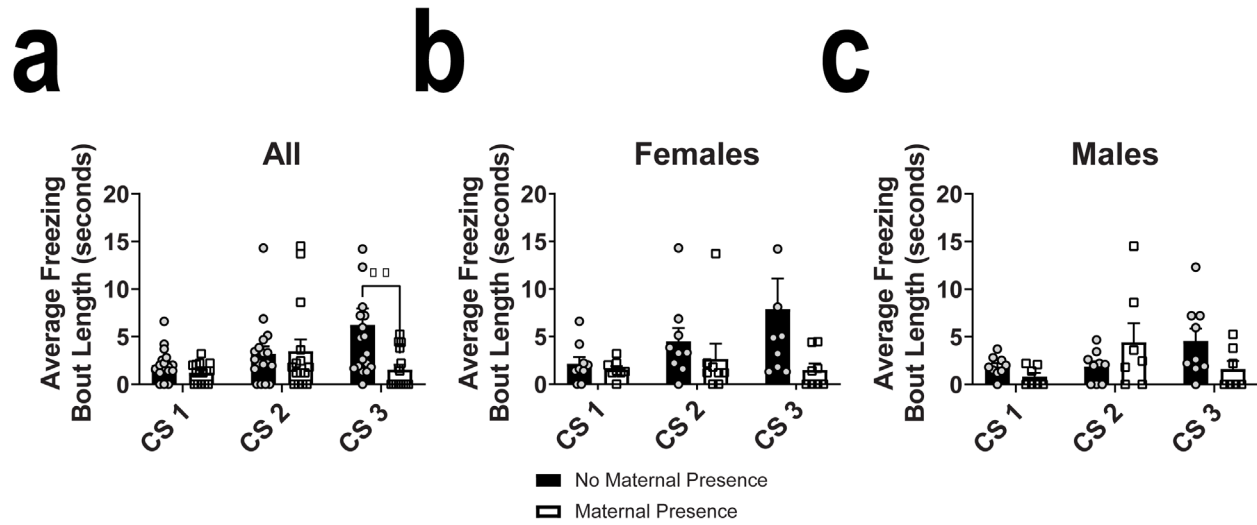 a
b
c
All
Females
Males
Average Freezing
Bout Length (seconds)
20
15
10
5
0
CS 1
CS 2
CS 3
Average Freezing
Bout Length (seconds)
20
15
10
5
0
CS 1
CS 2
CS 3
Average Freezing
Bout Length (seconds)
20
15
10
5
0
CS 1
CS 2
CS 3
No Maternal Presence
Maternal Presence